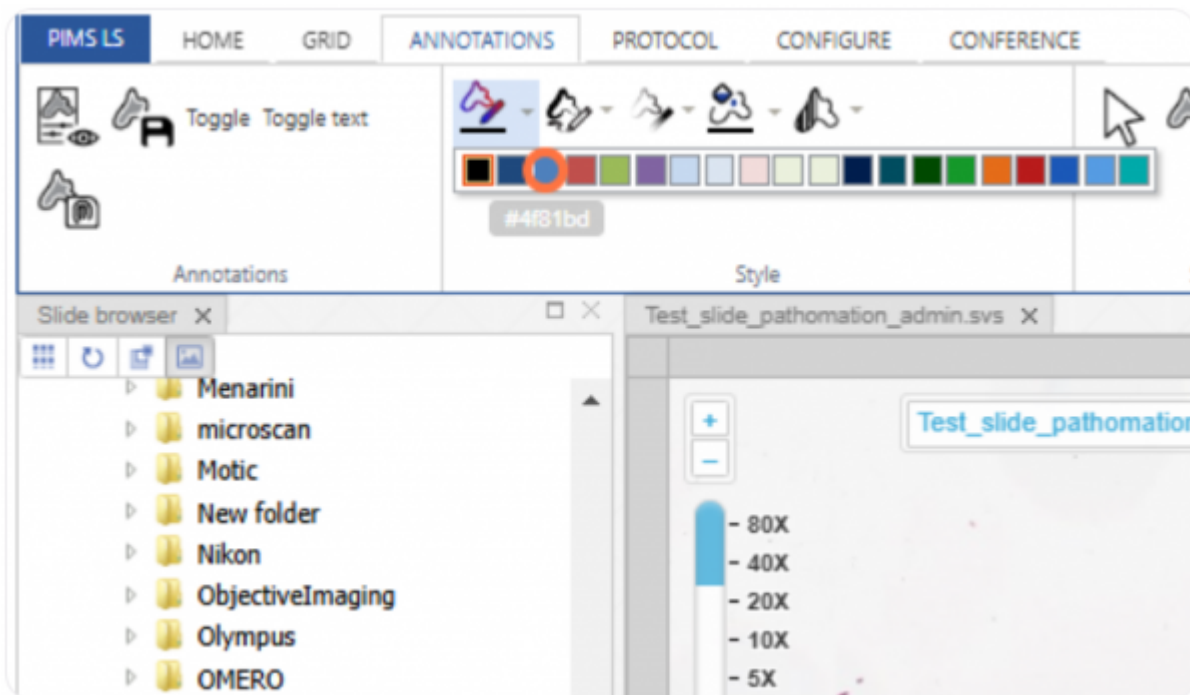 PIMS LS HOME GRID ANNOTATIONS PROTOCOL CONFIGURE CONFERENCE
Toggle Toggle text
#4f81bd
Annotations Style
Slide browser Test_slide_pathomation_admin.svs
Menarini
microscan
Motic
New folder
Nikon
ObjectiveImaging
Olympus
OMERO
+
Test_slide_pathomation
–
- 80X
- 40X
- 20X
- 10X
- 5X